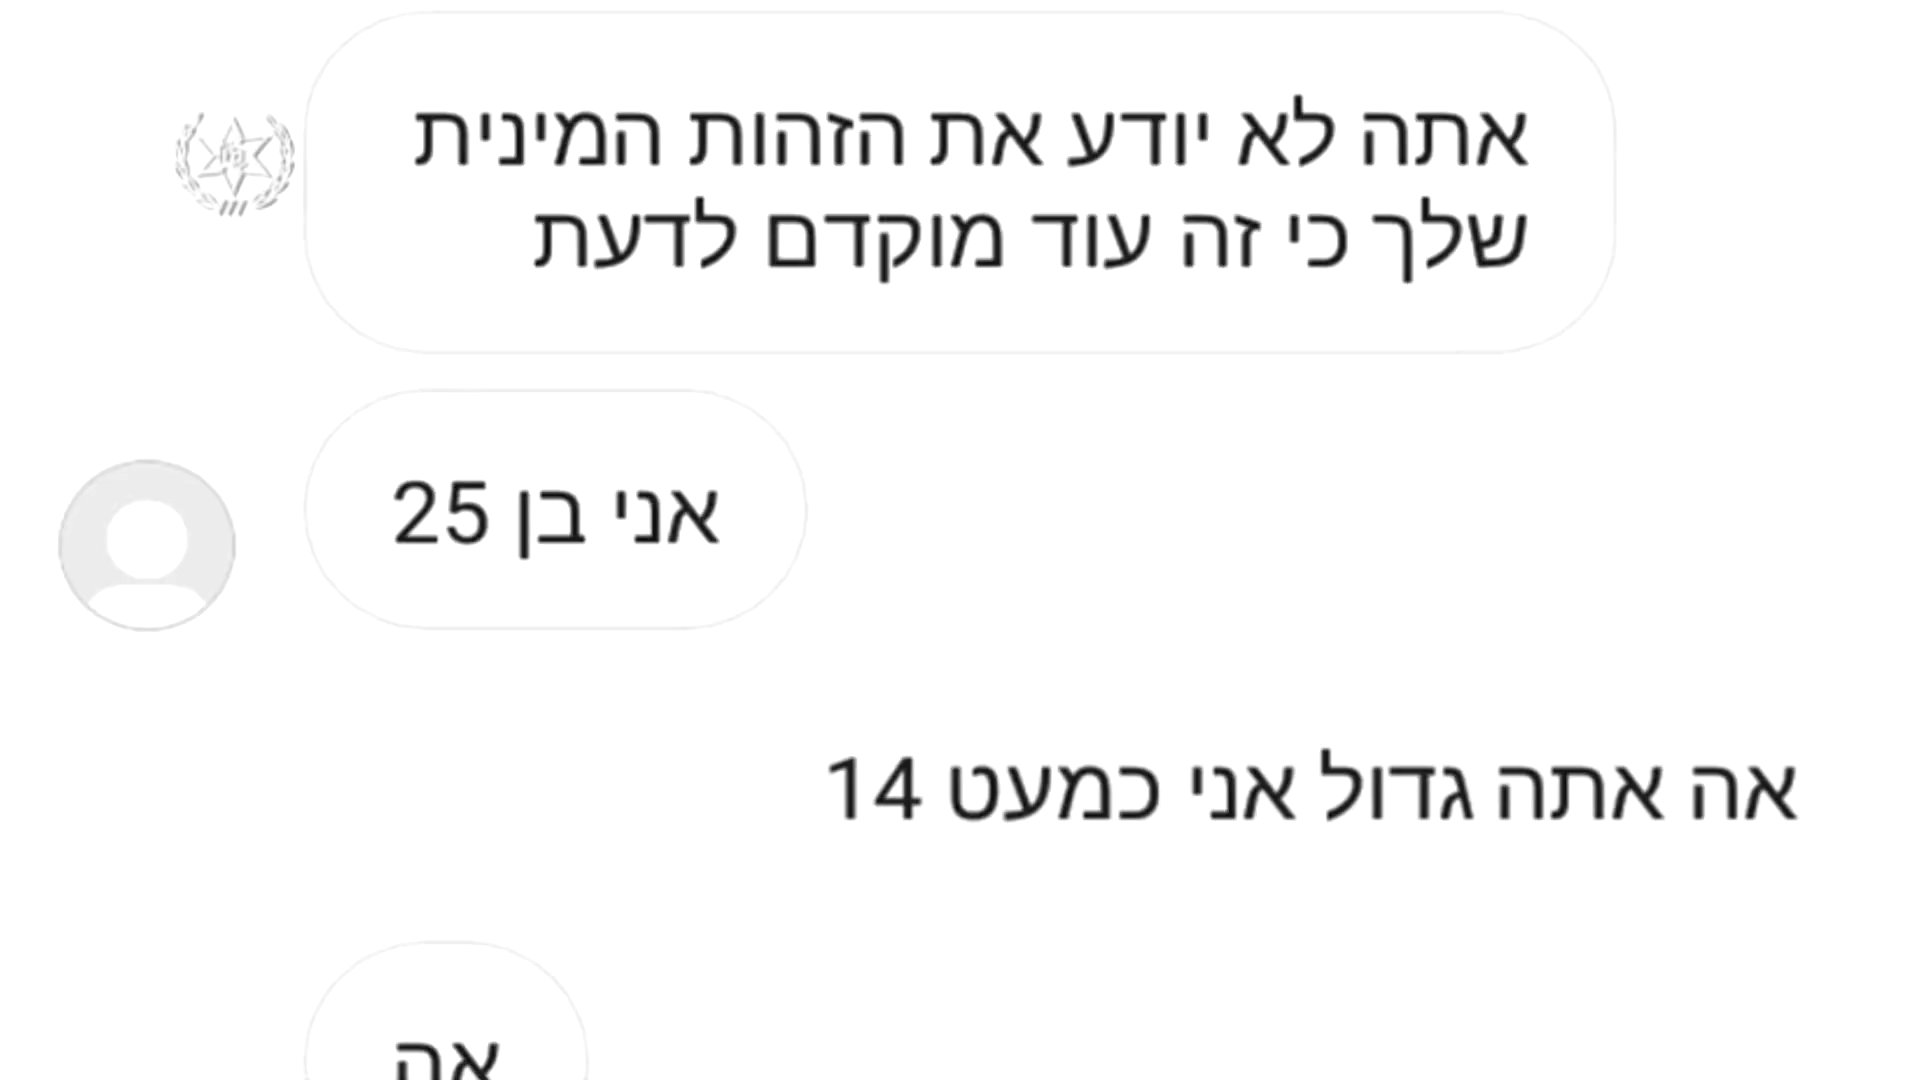 אתה לא יודע את הזהות המינית
שלך כי זה עוד מוקדם לדעת
אני בן 25
אה אתה גדול אני כמעט 14
אה